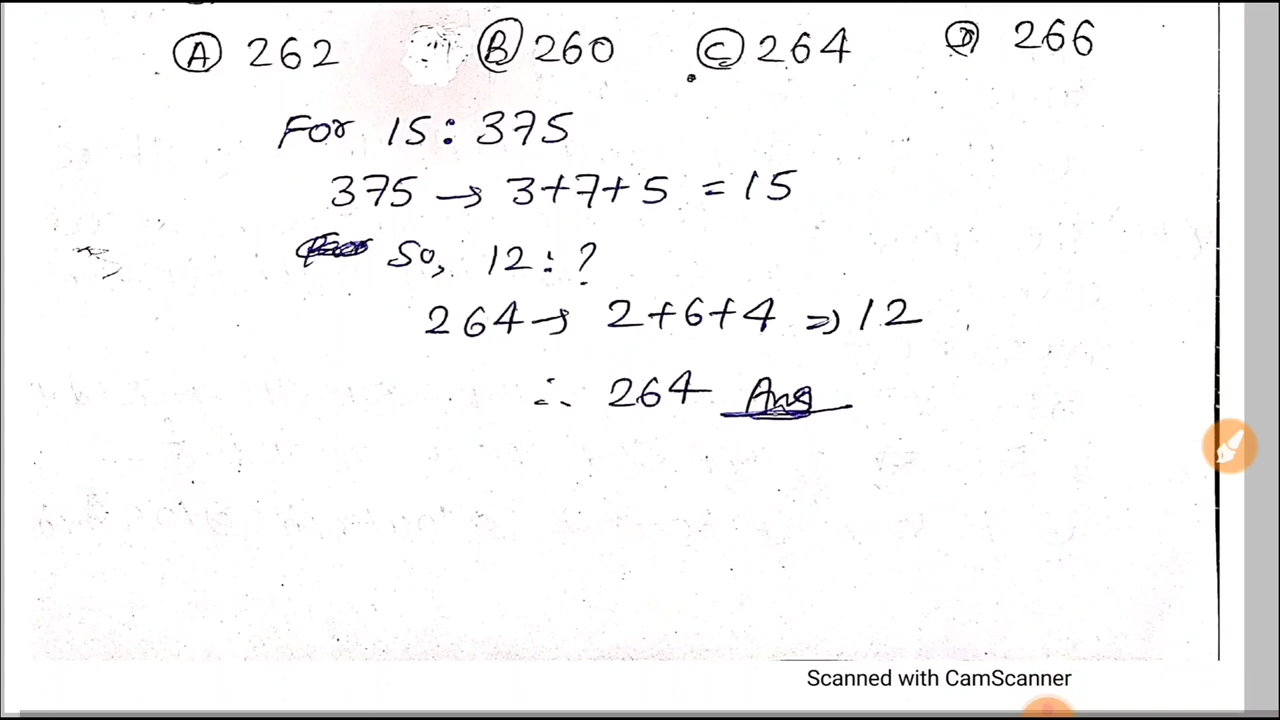 Ⓐ 262 Ⓑ 260 Ⓒ 264 Ⓓ 266
For 15 : 375
375 → 3+7+5 = 15
So, 12 : ?
264 → 2+6+4 ⇒ 12
∴ 264 Ans
Scanned with CamScanner